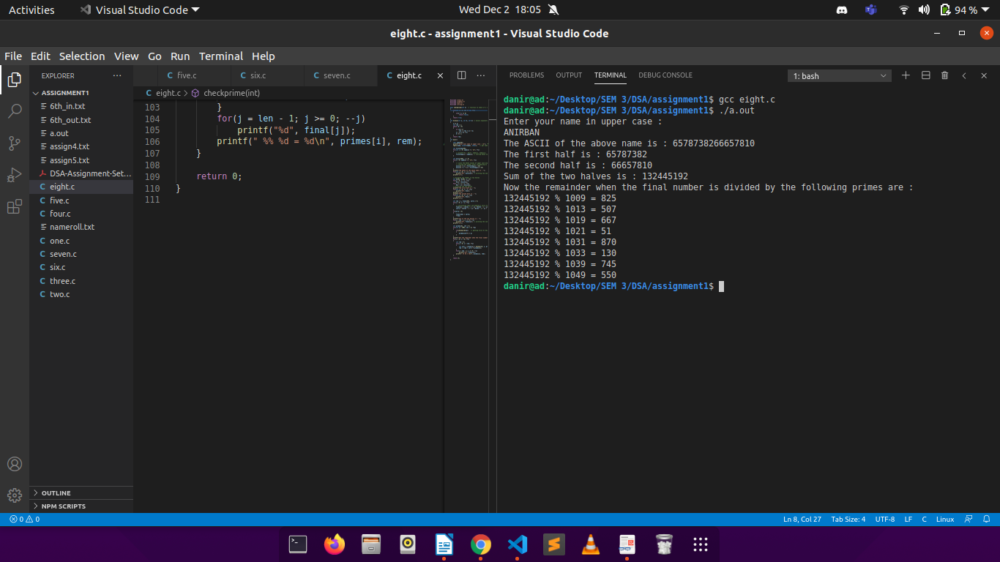 Activities Visual Studio Code Wed Dec 2 18:05 94 %
eight.c - assignment1 - Visual Studio Code
File Edit Selection View Go Run Terminal Help
EXPLORER ···
ASSIGNMENT1
6th_in.txt
6th_out.txt
a.out
assign4.txt
assign5.txt
DSA-Assignment-Set...
eight.c
five.c
four.c
nameroll.txt
one.c
seven.c
six.c
three.c
two.c
OUTLINE
NPM SCRIPTS
C five.c C six.c C seven.c C eight.c
C eight.c > checkprime(int)
103 }
104 for(j = len - 1; j >= 0; --j)
105 printf("%d", final[j]);
106 printf(" %% %d = %d\n", primes[i], rem);
107 }
108
109 return 0;
110 }
111
PROBLEMS OUTPUT TERMINAL DEBUG CONSOLE 1: bash
danir@ad:~/Desktop/SEM 3/DSA/assignment1$ gcc eight.c
danir@ad:~/Desktop/SEM 3/DSA/assignment1$ ./a.out
Enter your name in upper case :
ANIRBAN
The ASCII of the above name is : 6578738266657810
The first half is : 65787382
The second half is : 66657810
Sum of the two halves is : 132445192
Now the remainder when the final number is divided by the following primes are :
132445192 % 1009 = 825
132445192 % 1013 = 507
132445192 % 1019 = 667
132445192 % 1021 = 51
132445192 % 1031 = 870
132445192 % 1033 = 130
132445192 % 1039 = 745
132445192 % 1049 = 550
danir@ad:~/Desktop/SEM 3/DSA/assignment1$
0 0 Ln 8, Col 27 Tab Size: 4 UTF-8 LF C Linux